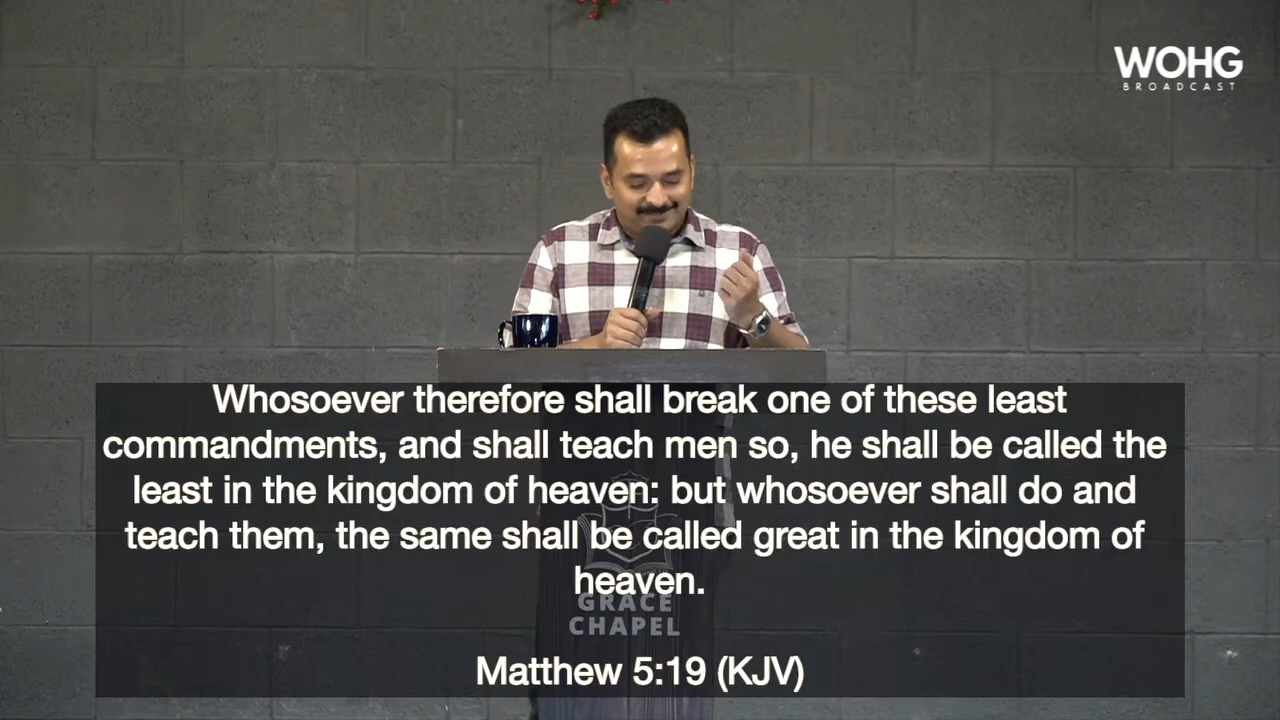 WOHG
BROADCAST
Whosoever therefore shall break one of these least
commandments, and shall teach men so, he shall be called the
least in the kingdom of heaven: but whosoever shall do and
teach them, the same shall be called great in the kingdom of
heaven.
GRACE
CHAPEL
Matthew 5:19 (KJV)